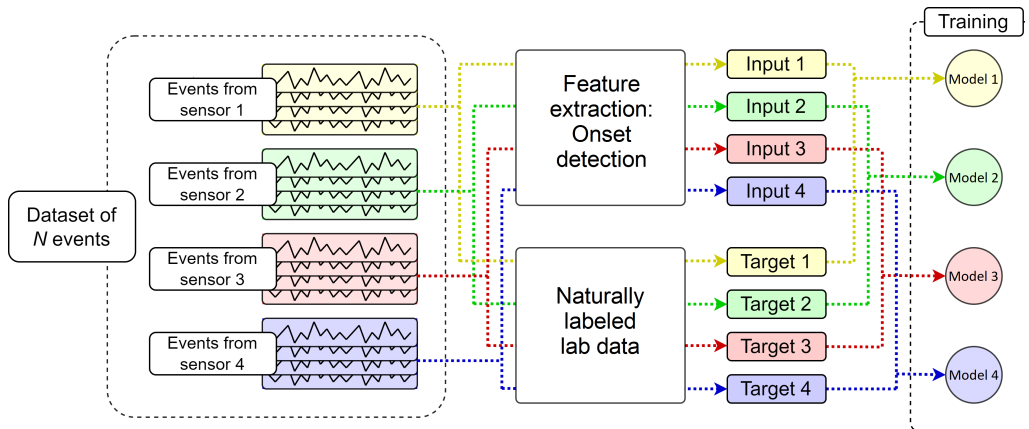 Training
Events from
sensor 1
Events from
sensor 2
Dataset of
N events
Events from
sensor 3
Events from
sensor 4
Feature
extraction:
Onset
detection
Naturally
labeled
lab data
Input 1
Input 2
Input 3
Input 4
Target 1
Target 2
Target 3
Target 4
Model 1
Model 2
Model 3
Model 4